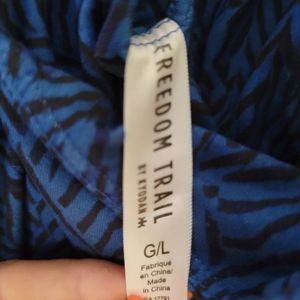 FREEDOM TRAIL
BY KYODAN
G/L
Fabriqué
en Chine/
Made
in China